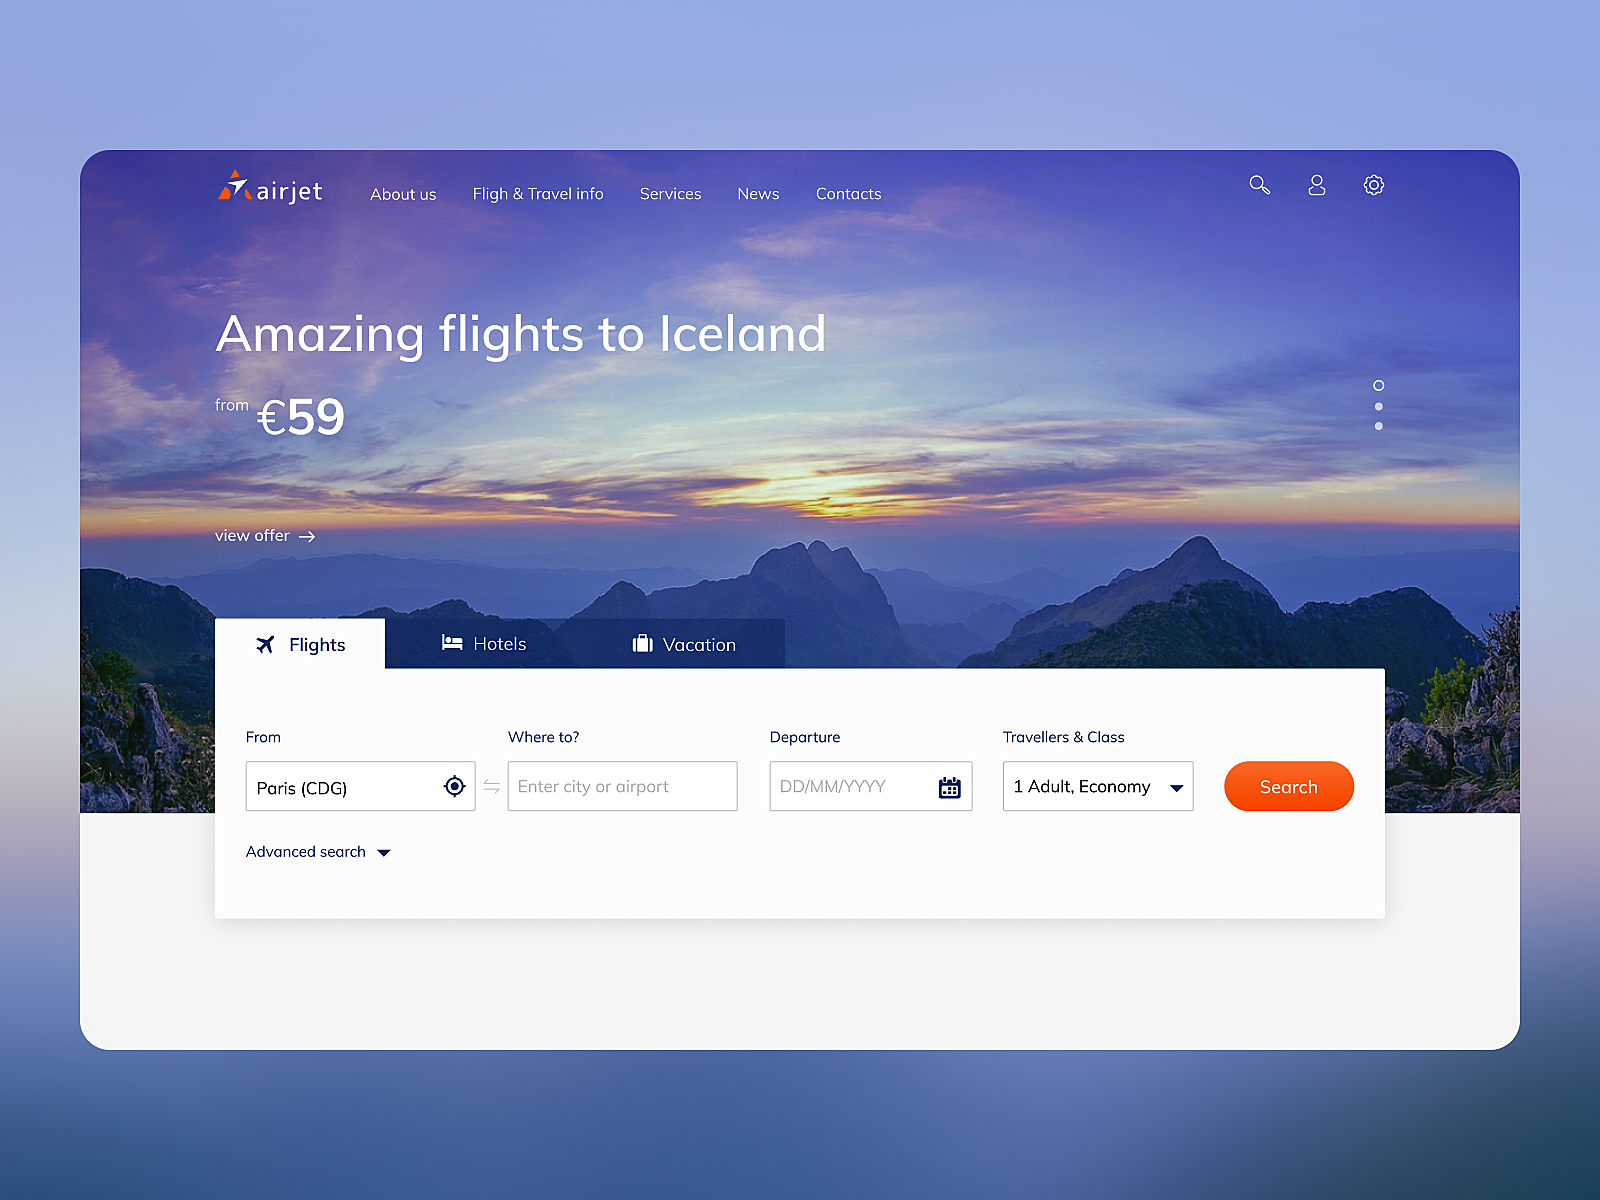 airjet
About us
Fligh & Travel info
Services
News
Contacts
Amazing flights to Iceland
from €59
view offer
Flights
Hotels
Vacation
From
Where to?
Departure
Travellers & Class
Paris (CDG)
Enter city or airport
DD/MM/YYYY
1 Adult, Economy
Search
Advanced search